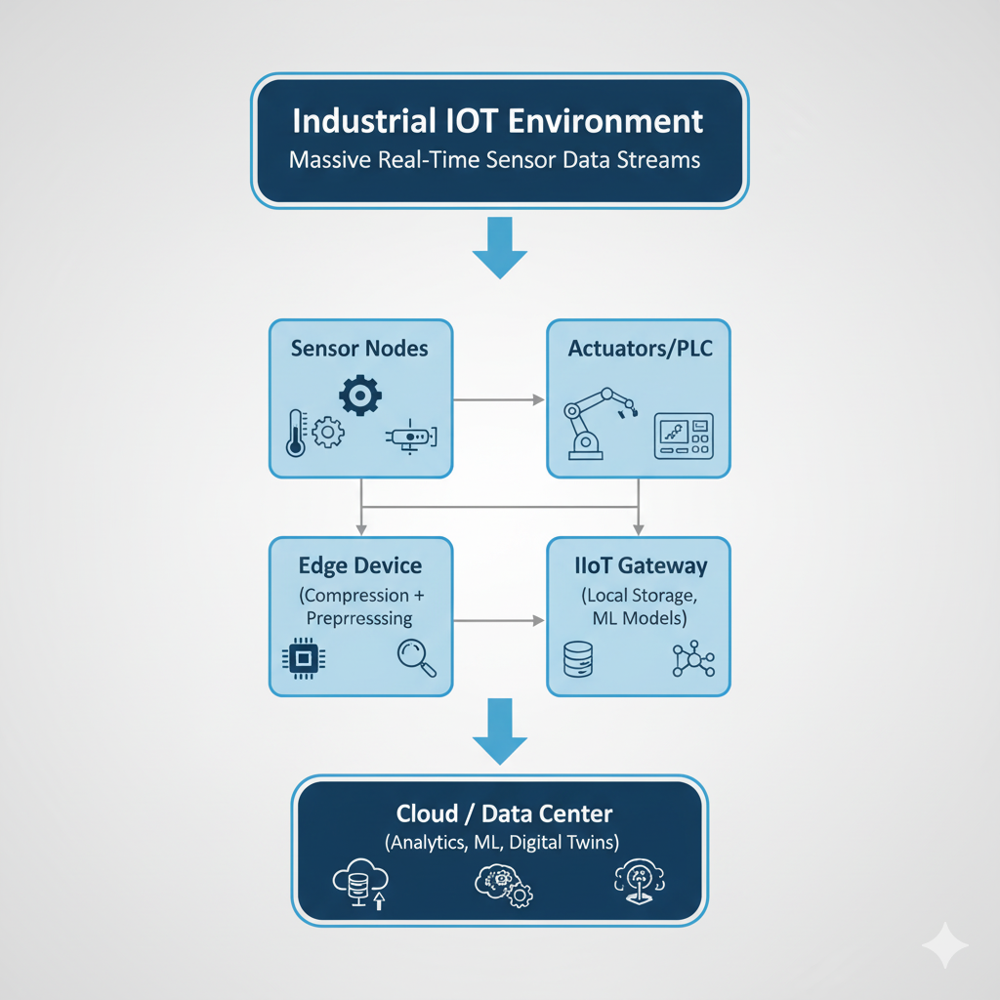 Industrial IOT Environment
Massive Real-Time Sensor Data Streams
Sensor Nodes
Actuators/PLC
Edge Device
(Compression +
Preprresssing
IIoT Gateway
(Local Storage,
ML Models)
Cloud / Data Center
(Analytics, ML, Digital Twins)